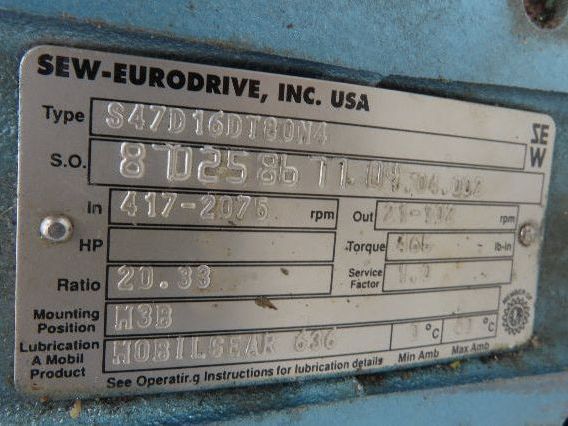 SEW-EURODRIVE, INC. USA
Type S47D16DT80N4
S.O. SEW
In 417-2075 rpm Out rpm
HP Torque lb-in
Ratio 20.33 Service Factor
Mounting Position M3B
Lubrication A Mobil Product MOBILGEAR 636 °C °C
Min Amb Max Amb
See Operating Instructions for lubrication details